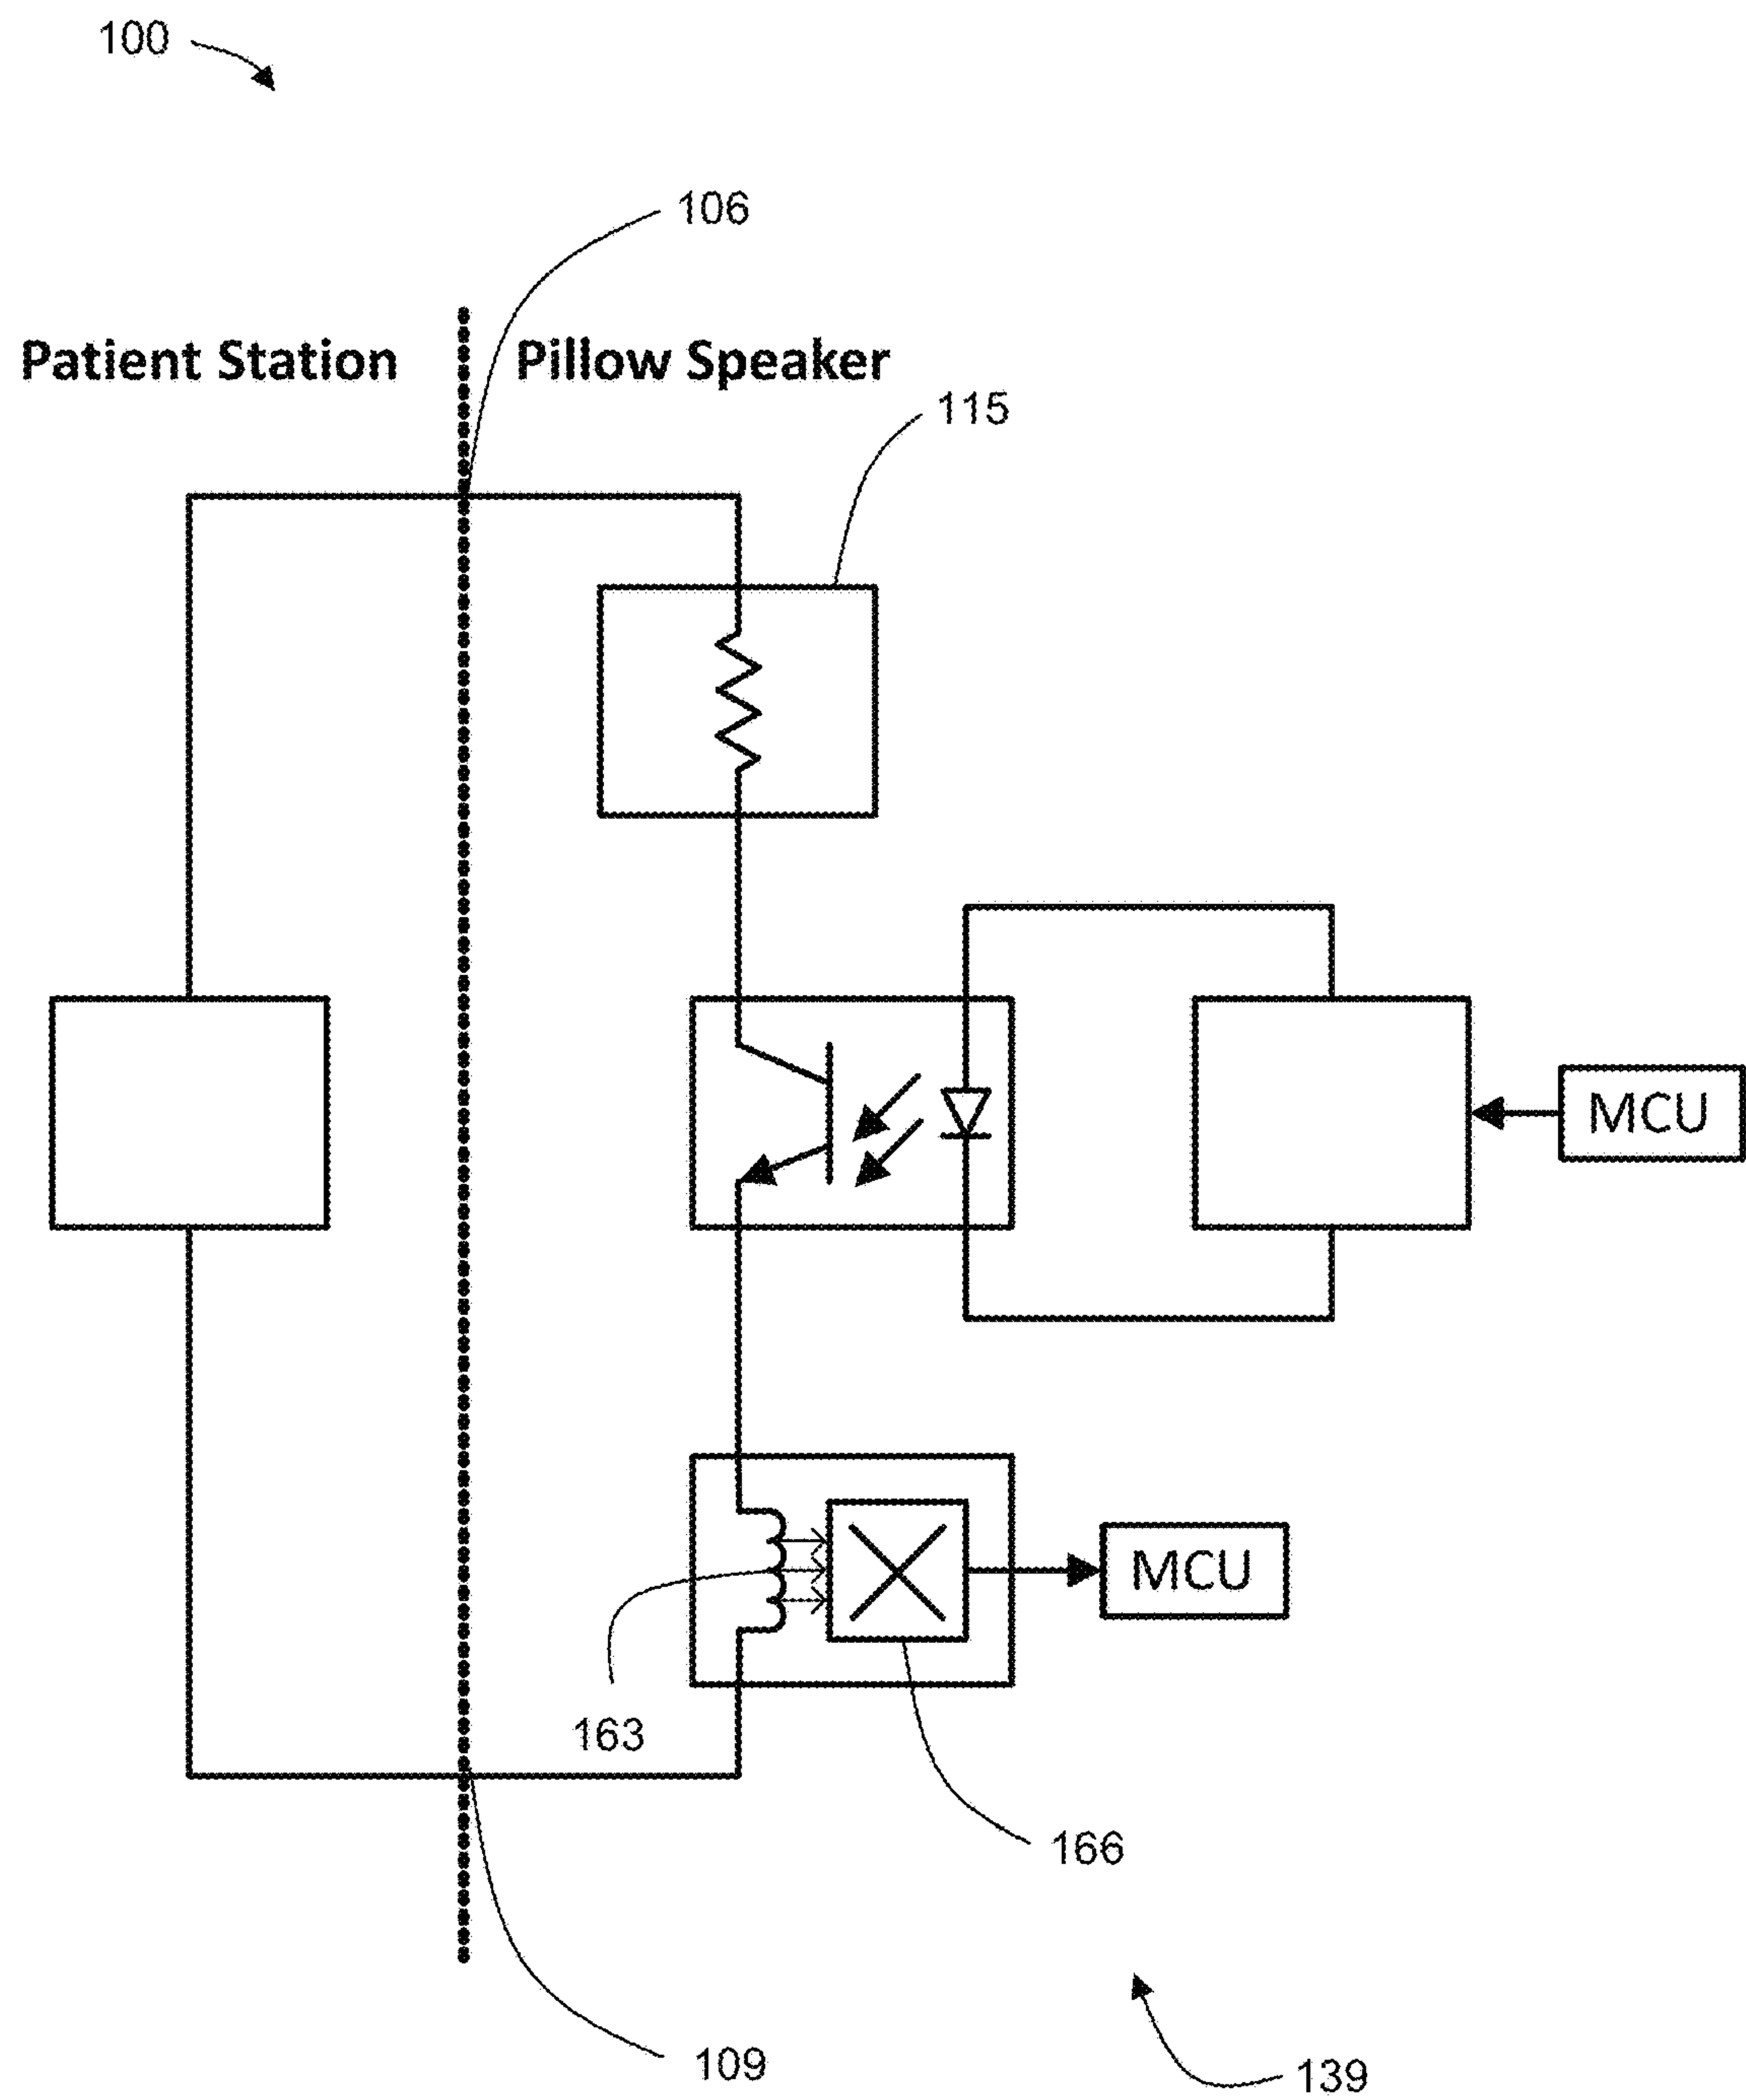 100
106
Patient Station
Pillow Speaker
115
MCU
MCU
163
166
109
139